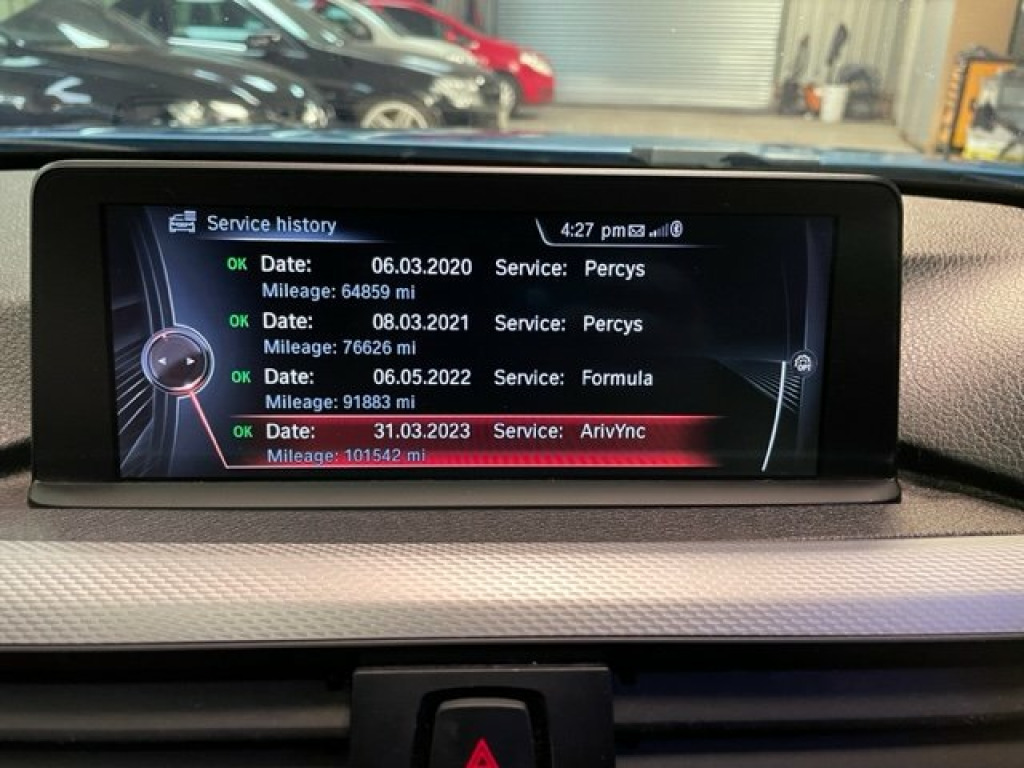 Service history 4:27 pm
OK Date: 06.03.2020 Service: Percys
Mileage: 64859 mi
OK Date: 08.03.2021 Service: Percys
Mileage: 76626 mi
OK Date: 06.05.2022 Service: Formula
Mileage: 91883 mi
OK Date: 31.03.2023 Service: ArivYnc
Mileage: 101542 mi
OPT